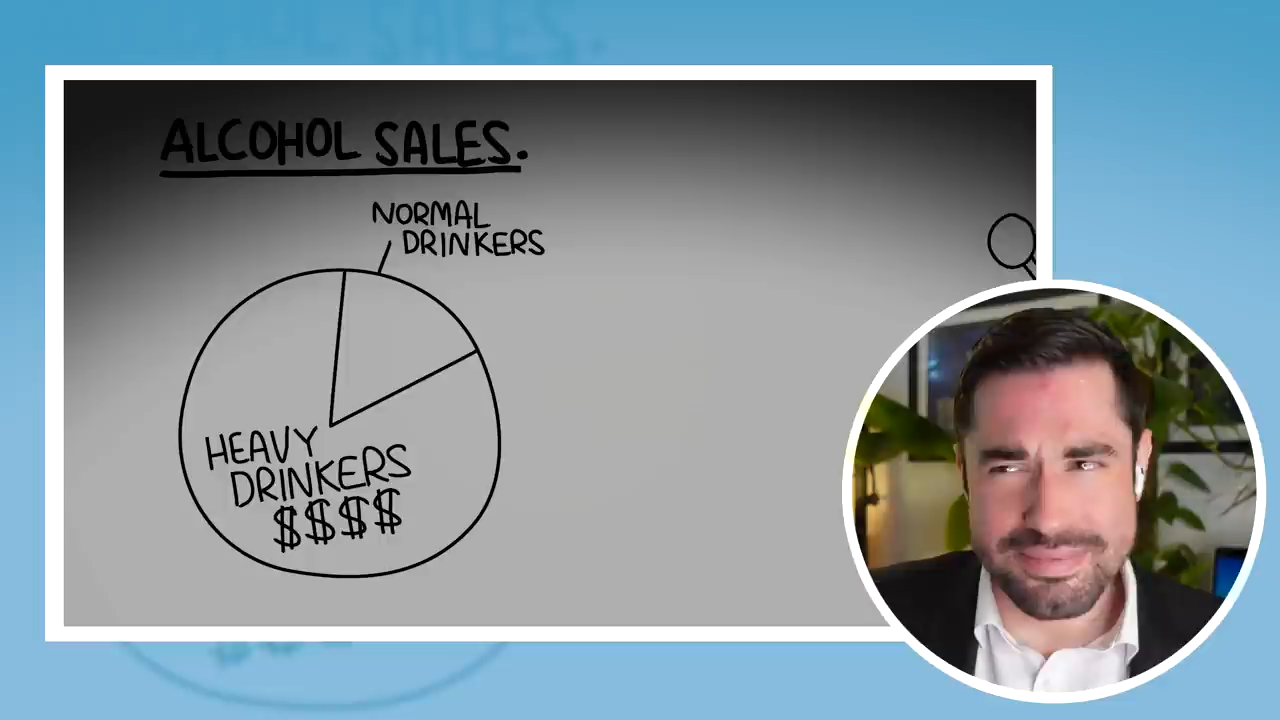 ALCOHOL SALES.
NORMAL
DRINKERS
HEAVY
DRINKERS
$$$$